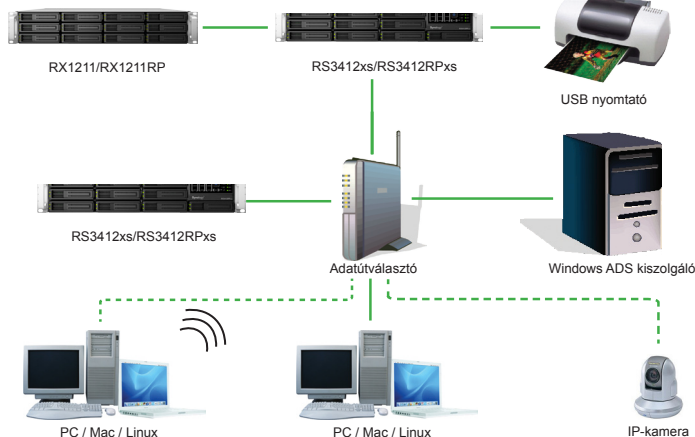 RX1211/RX1211RP
RS3412xs/RS3412RPxs
USB nyomtató
RS3412xs/RS3412RPxs
Adatútválasztó
Windows ADS kiszolgáló
PC / Mac / Linux
PC / Mac / Linux
IP-kamera